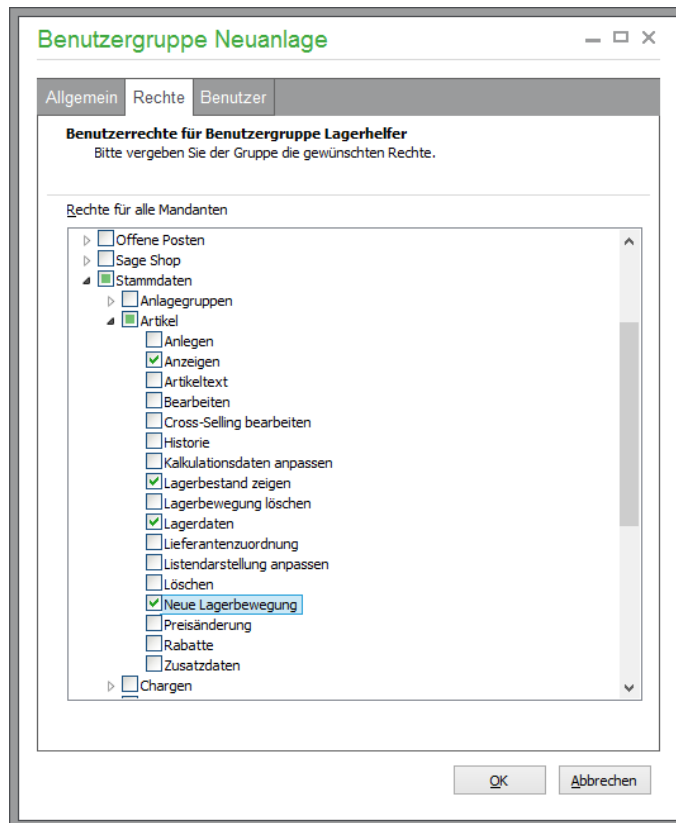 Benutzergruppe Neuanlage
Allgemein Rechte Benutzer
Benutzerrechte für Benutzergruppe Lagerhelfer
Bitte vergeben Sie der Gruppe die gewünschten Rechte.
Rechte für alle Mandanten
Offene Posten
Sage Shop
Stammdaten
Anlagegruppen
Artikel
Anlegen
Anzeigen
Artikeltext
Bearbeiten
Cross-Selling bearbeiten
Historie
Kalkulationsdaten anpassen
Lagerbestand zeigen
Lagerbewegung löschen
Lagerdaten
Lieferantenzuordnung
Listendarstellung anpassen
Löschen
Neue Lagerbewegung
Preisänderung
Rabatte
Zusatzdaten
Chargen
OK Abbrechen